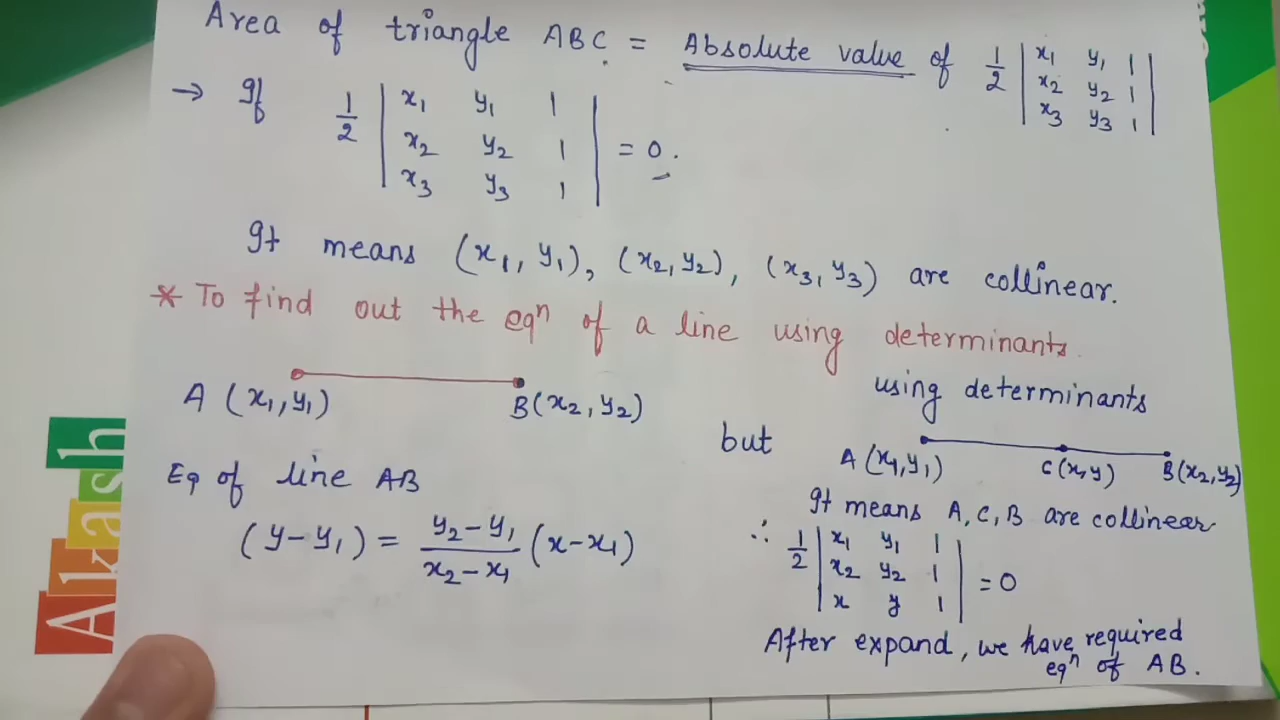 Area of triangle ABC = Absolute value of 1/2 | x₁ y₁ 1 |
| x₂ y₂ 1 |
| x₃ y₃ 1 |
→ If 1/2 | x₁ y₁ 1 |
| x₂ y₂ 1 | = 0.
| x₃ y₃ 1 |
It means (x₁, y₁), (x₂, y₂), (x₃, y₃) are collinear.
* To find out the eqⁿ of a line using determinants.
A (x₁, y₁) B(x₂, y₂)
Eq of line AB
(y-y₁) = (y₂-y₁)/(x₂-x₁) (x-x₁)
but
using determinants
A (x₁, y₁) C(x, y) B(x₂, y₂)
It means A, C, B are collinear
∴ 1/2 | x₁ y₁ 1 |
| x₂ y₂ 1 | = 0
| x y 1 |
After expand, we have required
eqⁿ of AB.
Akash